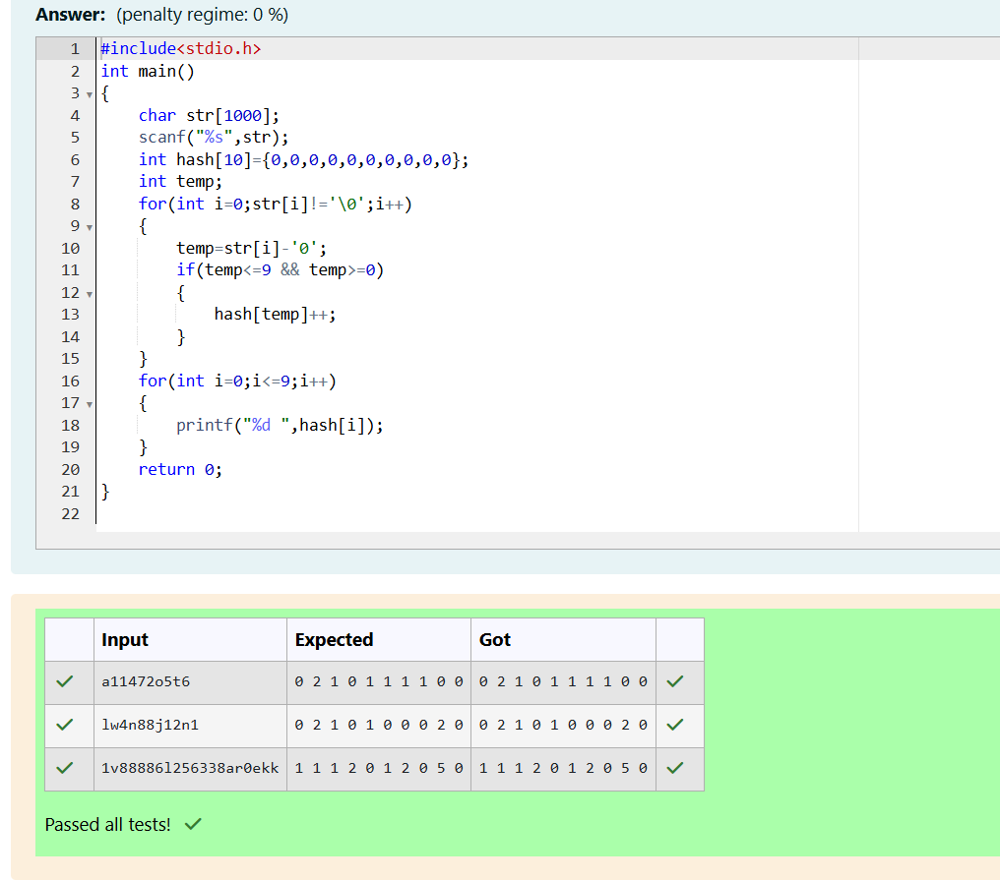 Answer: (penalty regime: 0 %)
1 #include<stdio.h>
2 int main()
3 {
4     char str[1000];
5     scanf("%s",str);
6     int hash[10]={0,0,0,0,0,0,0,0,0,0};
7     int temp;
8     for(int i=0;str[i]!='\0';i++)
9     {
10         temp=str[i]-'0';
11         if(temp<=9 && temp>=0)
12         {
13             hash[temp]++;
14         }
15     }
16     for(int i=0;i<=9;i++)
17     {
18         printf("%d ",hash[i]);
19     }
20     return 0;
21 }
22
Input Expected Got
a11472o5t6 0 2 1 0 1 1 1 1 0 0 0 2 1 0 1 1 1 1 0 0
lw4n88j12n1 0 2 1 0 1 0 0 0 2 0 0 2 1 0 1 0 0 0 2 0
1v88886l256338ar0ekk 1 1 1 2 0 1 2 0 5 0 1 1 1 2 0 1 2 0 5 0
Passed all tests!